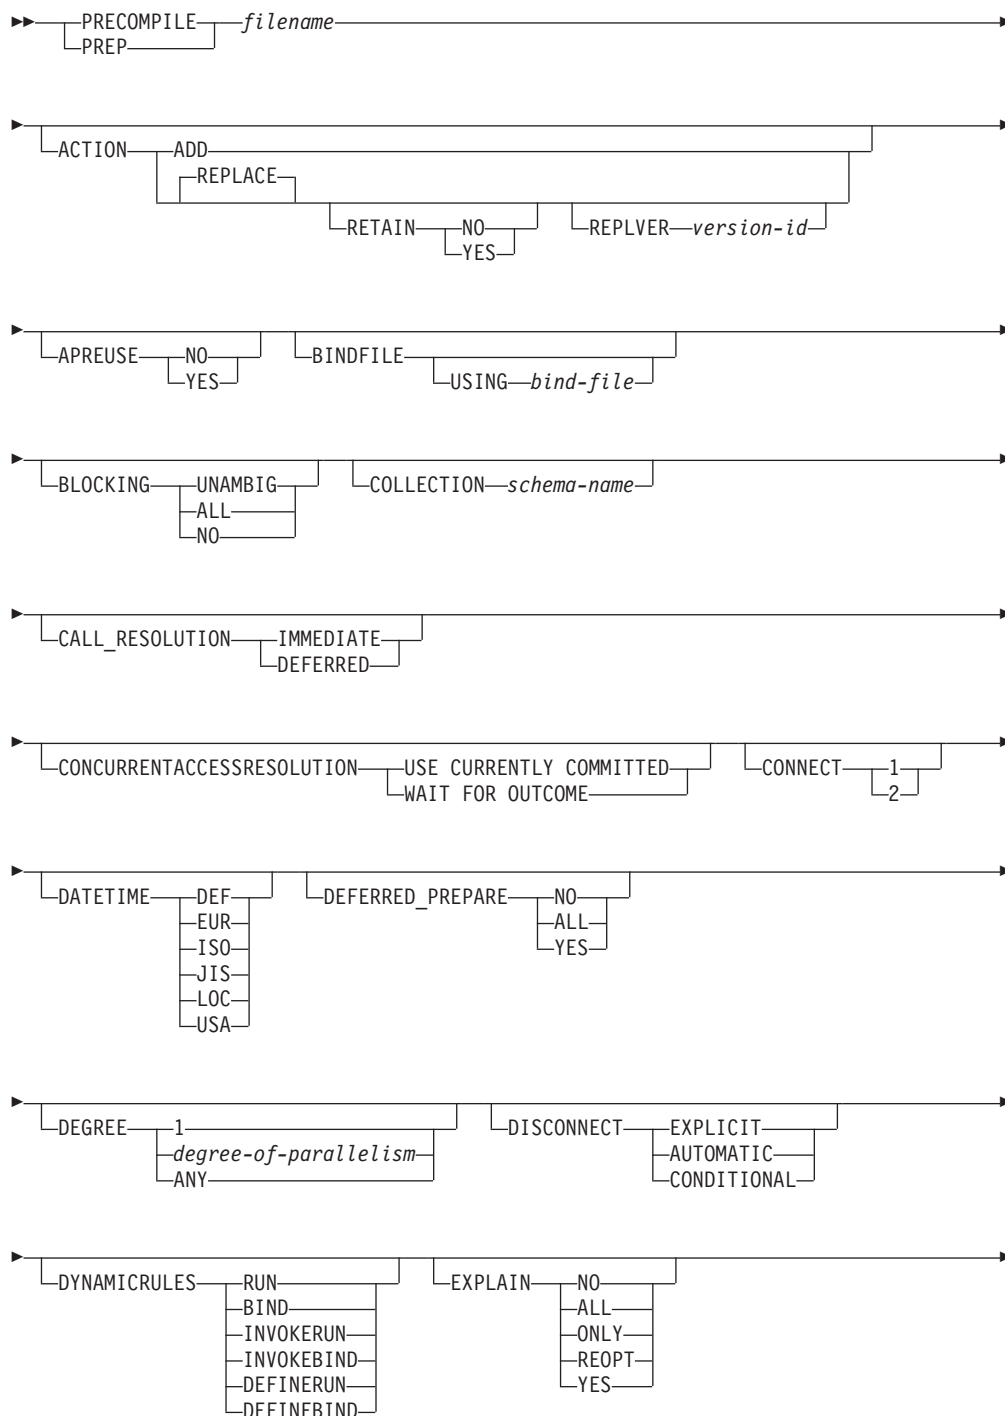 PRECOMPILE filename
PREP
ACTION ADD
REPLACE
RETAIN NO REPLVER version-id
YES
APREUSE NO BINDFILE
YES USING bind-file
BLOCKING UNAMBIG COLLECTION schema-name
ALL
NO
CALL_RESOLUTION IMMEDIATE
DEFERRED
CONCURRENTACCESSRESOLUTION USE CURRENTLY COMMITTED CONNECT 1
WAIT FOR OUTCOME 2
DATETIME DEF DEFERRED_PREPARE NO
EUR ALL
ISO YES
JIS
LOC
USA
DEGREE 1 DISCONNECT EXPLICIT
degree-of-parallelism AUTOMATIC
ANY CONDITIONAL
DYNAMICRULES RUN EXPLAIN NO
BIND ALL
INVOKERUN ONLY
INVOKEBIND REOPT
DEFINERUN YES
DEFINEBIND